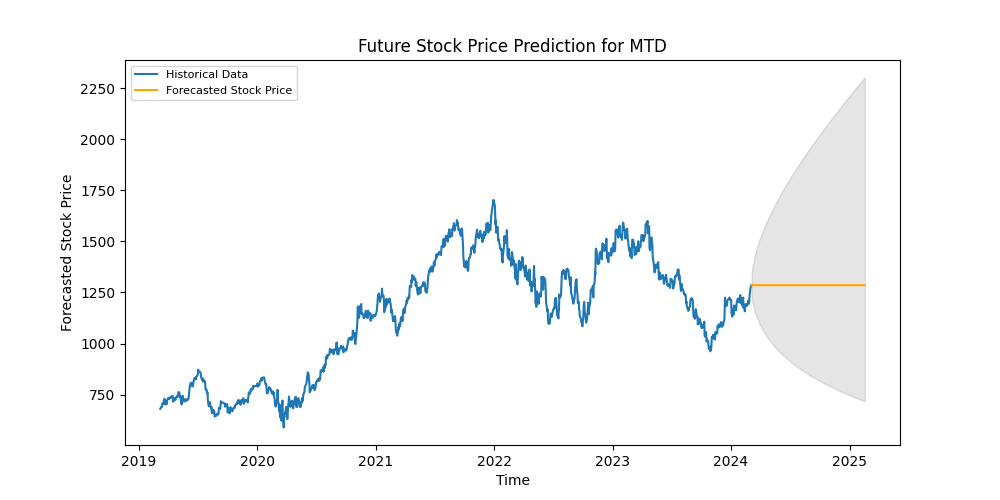 Future Stock Price Prediction for MTD
Historical Data
Forecasted Stock Price
2250
2000
1750
1500
1250
1000
750
Forecasted Stock Price
2019 2020 2021 2022 2023 2024 2025
Time